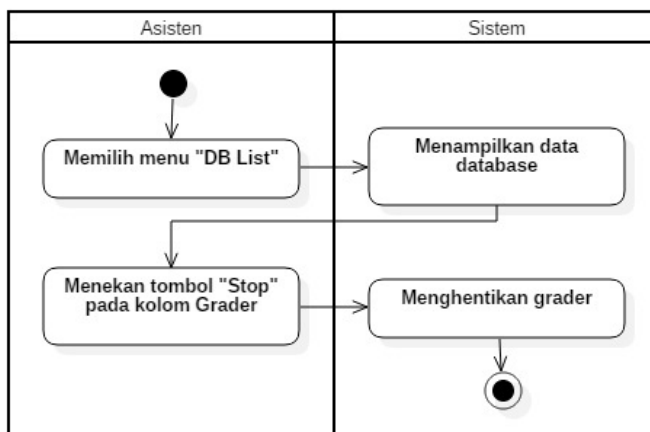 Asisten
Sistem
Memilih menu "DB List"
Menampilkan data
database
Menekan tombol "Stop"
pada kolom Grader
Menghentikan grader